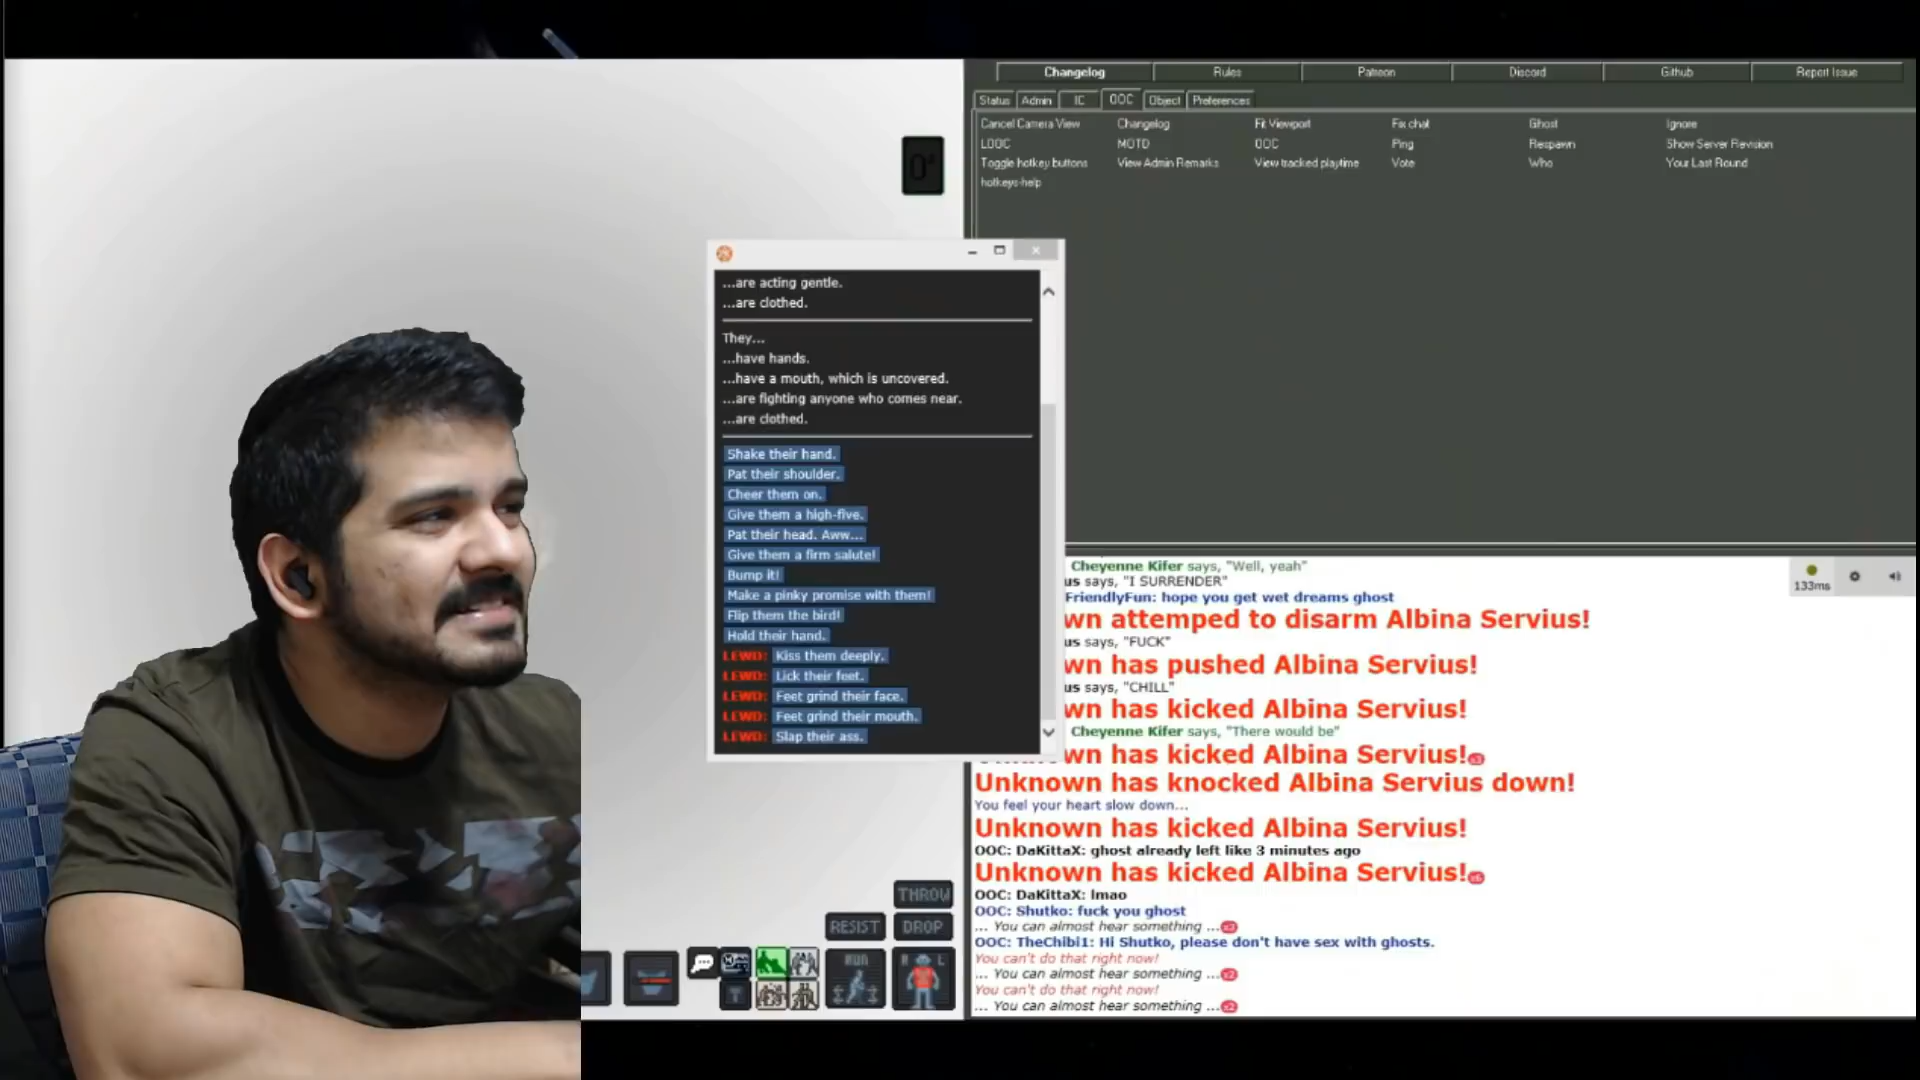 Changelog
Rules
Patreon
Discord
Github
Report Issue
Status
Admin
IC
OOC
Object
Preferences
Cancel Camera View
Changelog
Fit Viewport
Fix chat
Ghost
Ignore
LOOC
MOTD
OOC
Ping
Respawn
Show Server Revision
Toggle hotkey buttons
View Admin Remarks
View tracked playtime
Vote
Who
Your Last Round
hotkeys-help
...are acting gentle.
...are clothed.
They...
...have hands.
...have a mouth, which is uncovered.
...are fighting anyone who comes near.
...are clothed.
Shake their hand.
Pat their shoulder.
Cheer them on.
Give them a high-five.
Pat their head. Aww...
Give them a firm salute!
Bump it!
Make a pinky promise with them!
Flip them the bird!
Hold their hand.
LEWD: Kiss them deeply.
LEWD: Lick their feet.
LEWD: Feet grind their face.
LEWD: Feet grind their mouth.
LEWD: Slap their ass.
133ms
Cheyenne Kifer says, "Well, yeah"
us says, "I SURRENDER"
FriendlyFun: hope you get wet dreams ghost
wn attemped to disarm Albina Servius!
us says, "FUCK"
wn has pushed Albina Servius!
us says, "CHILL"
wn has kicked Albina Servius!
Cheyenne Kifer says, "There would be"
wn has kicked Albina Servius! x3
Unknown has knocked Albina Servius down!
You feel your heart slow down...
Unknown has kicked Albina Servius!
OOC: DaKittaX: ghost already left like 3 minutes ago
Unknown has kicked Albina Servius! x6
OOC: DaKittaX: lmao
OOC: Shutko: fuck you ghost
... You can almost hear something ... x3
OOC: TheChibi1: Hi Shutko, please don't have sex with ghosts.
You can't do that right now!
... You can almost hear something ... x2
You can't do that right now!
... You can almost hear something ... x2
THROW
RESIST
DROP
RUN
R L